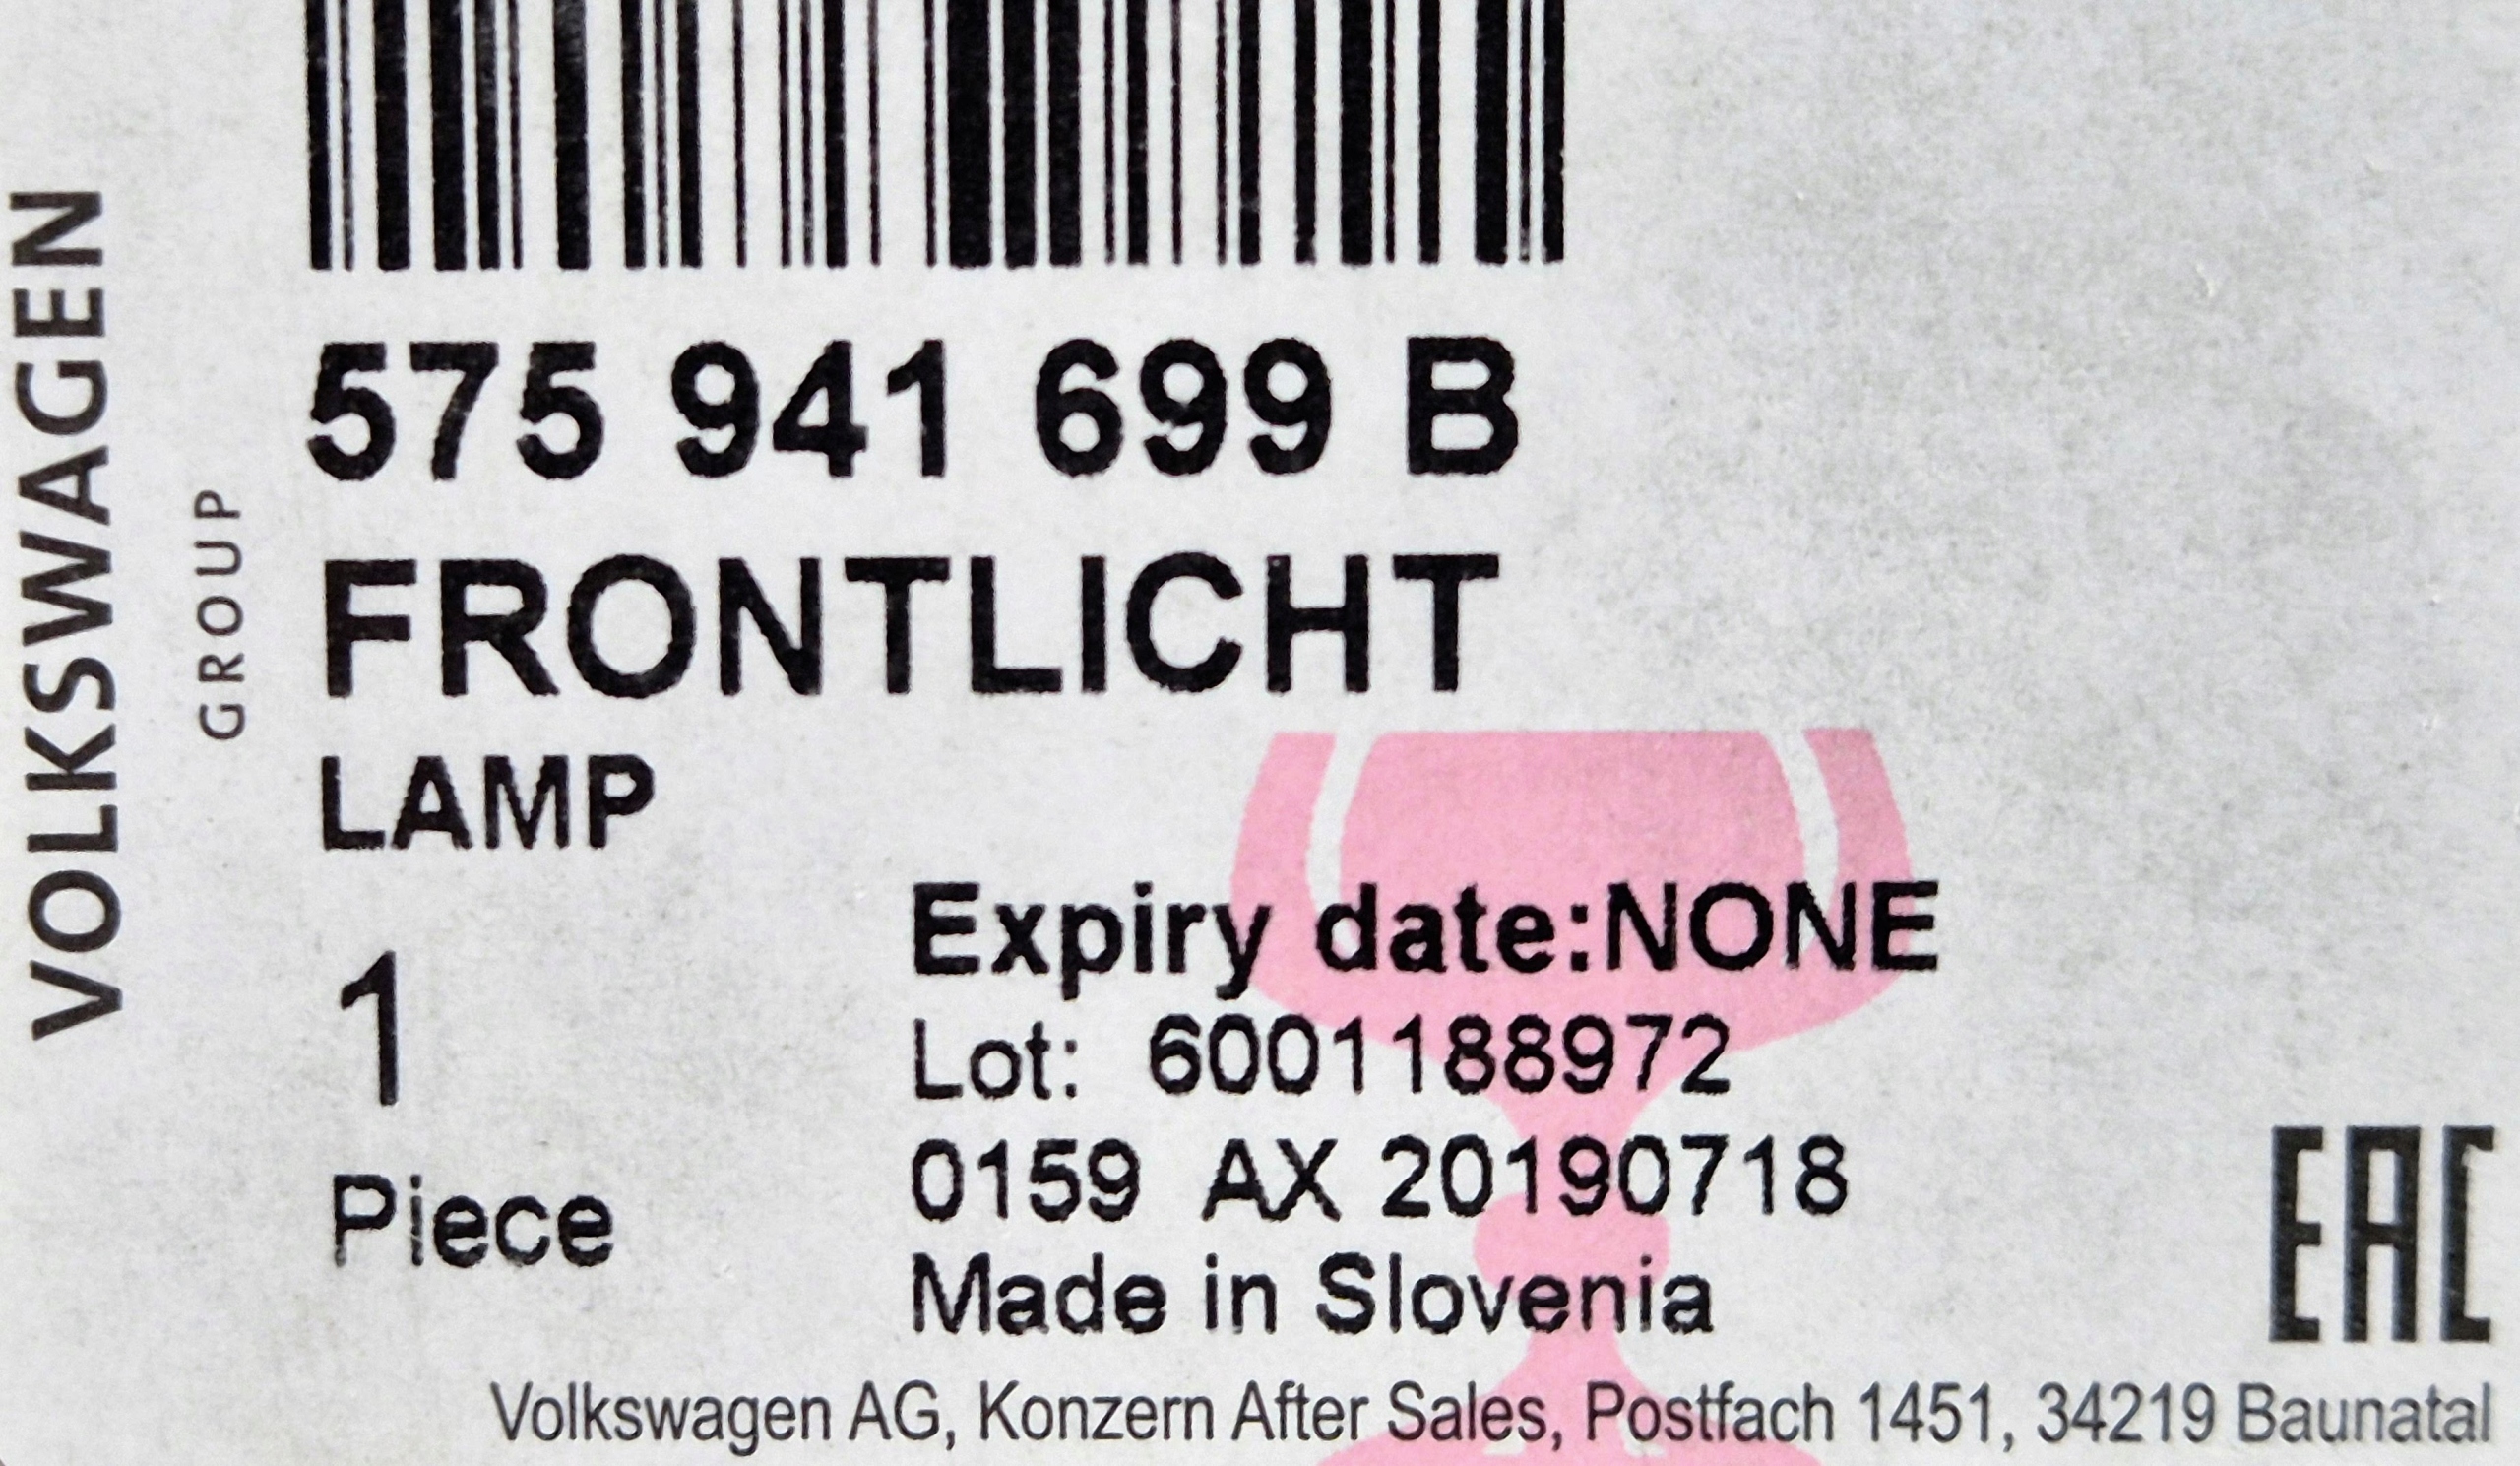 VOLKSWAGEN
GROUP
575 941 699 B
FRONTLICHT
LAMP
1
Piece
Expiry date:NONE
Lot: 6001188972
0159 AX 20190718
Made in Slovenia
EAC
Volkswagen AG, Konzern After Sales, Postfach 1451, 34219 Baunatal